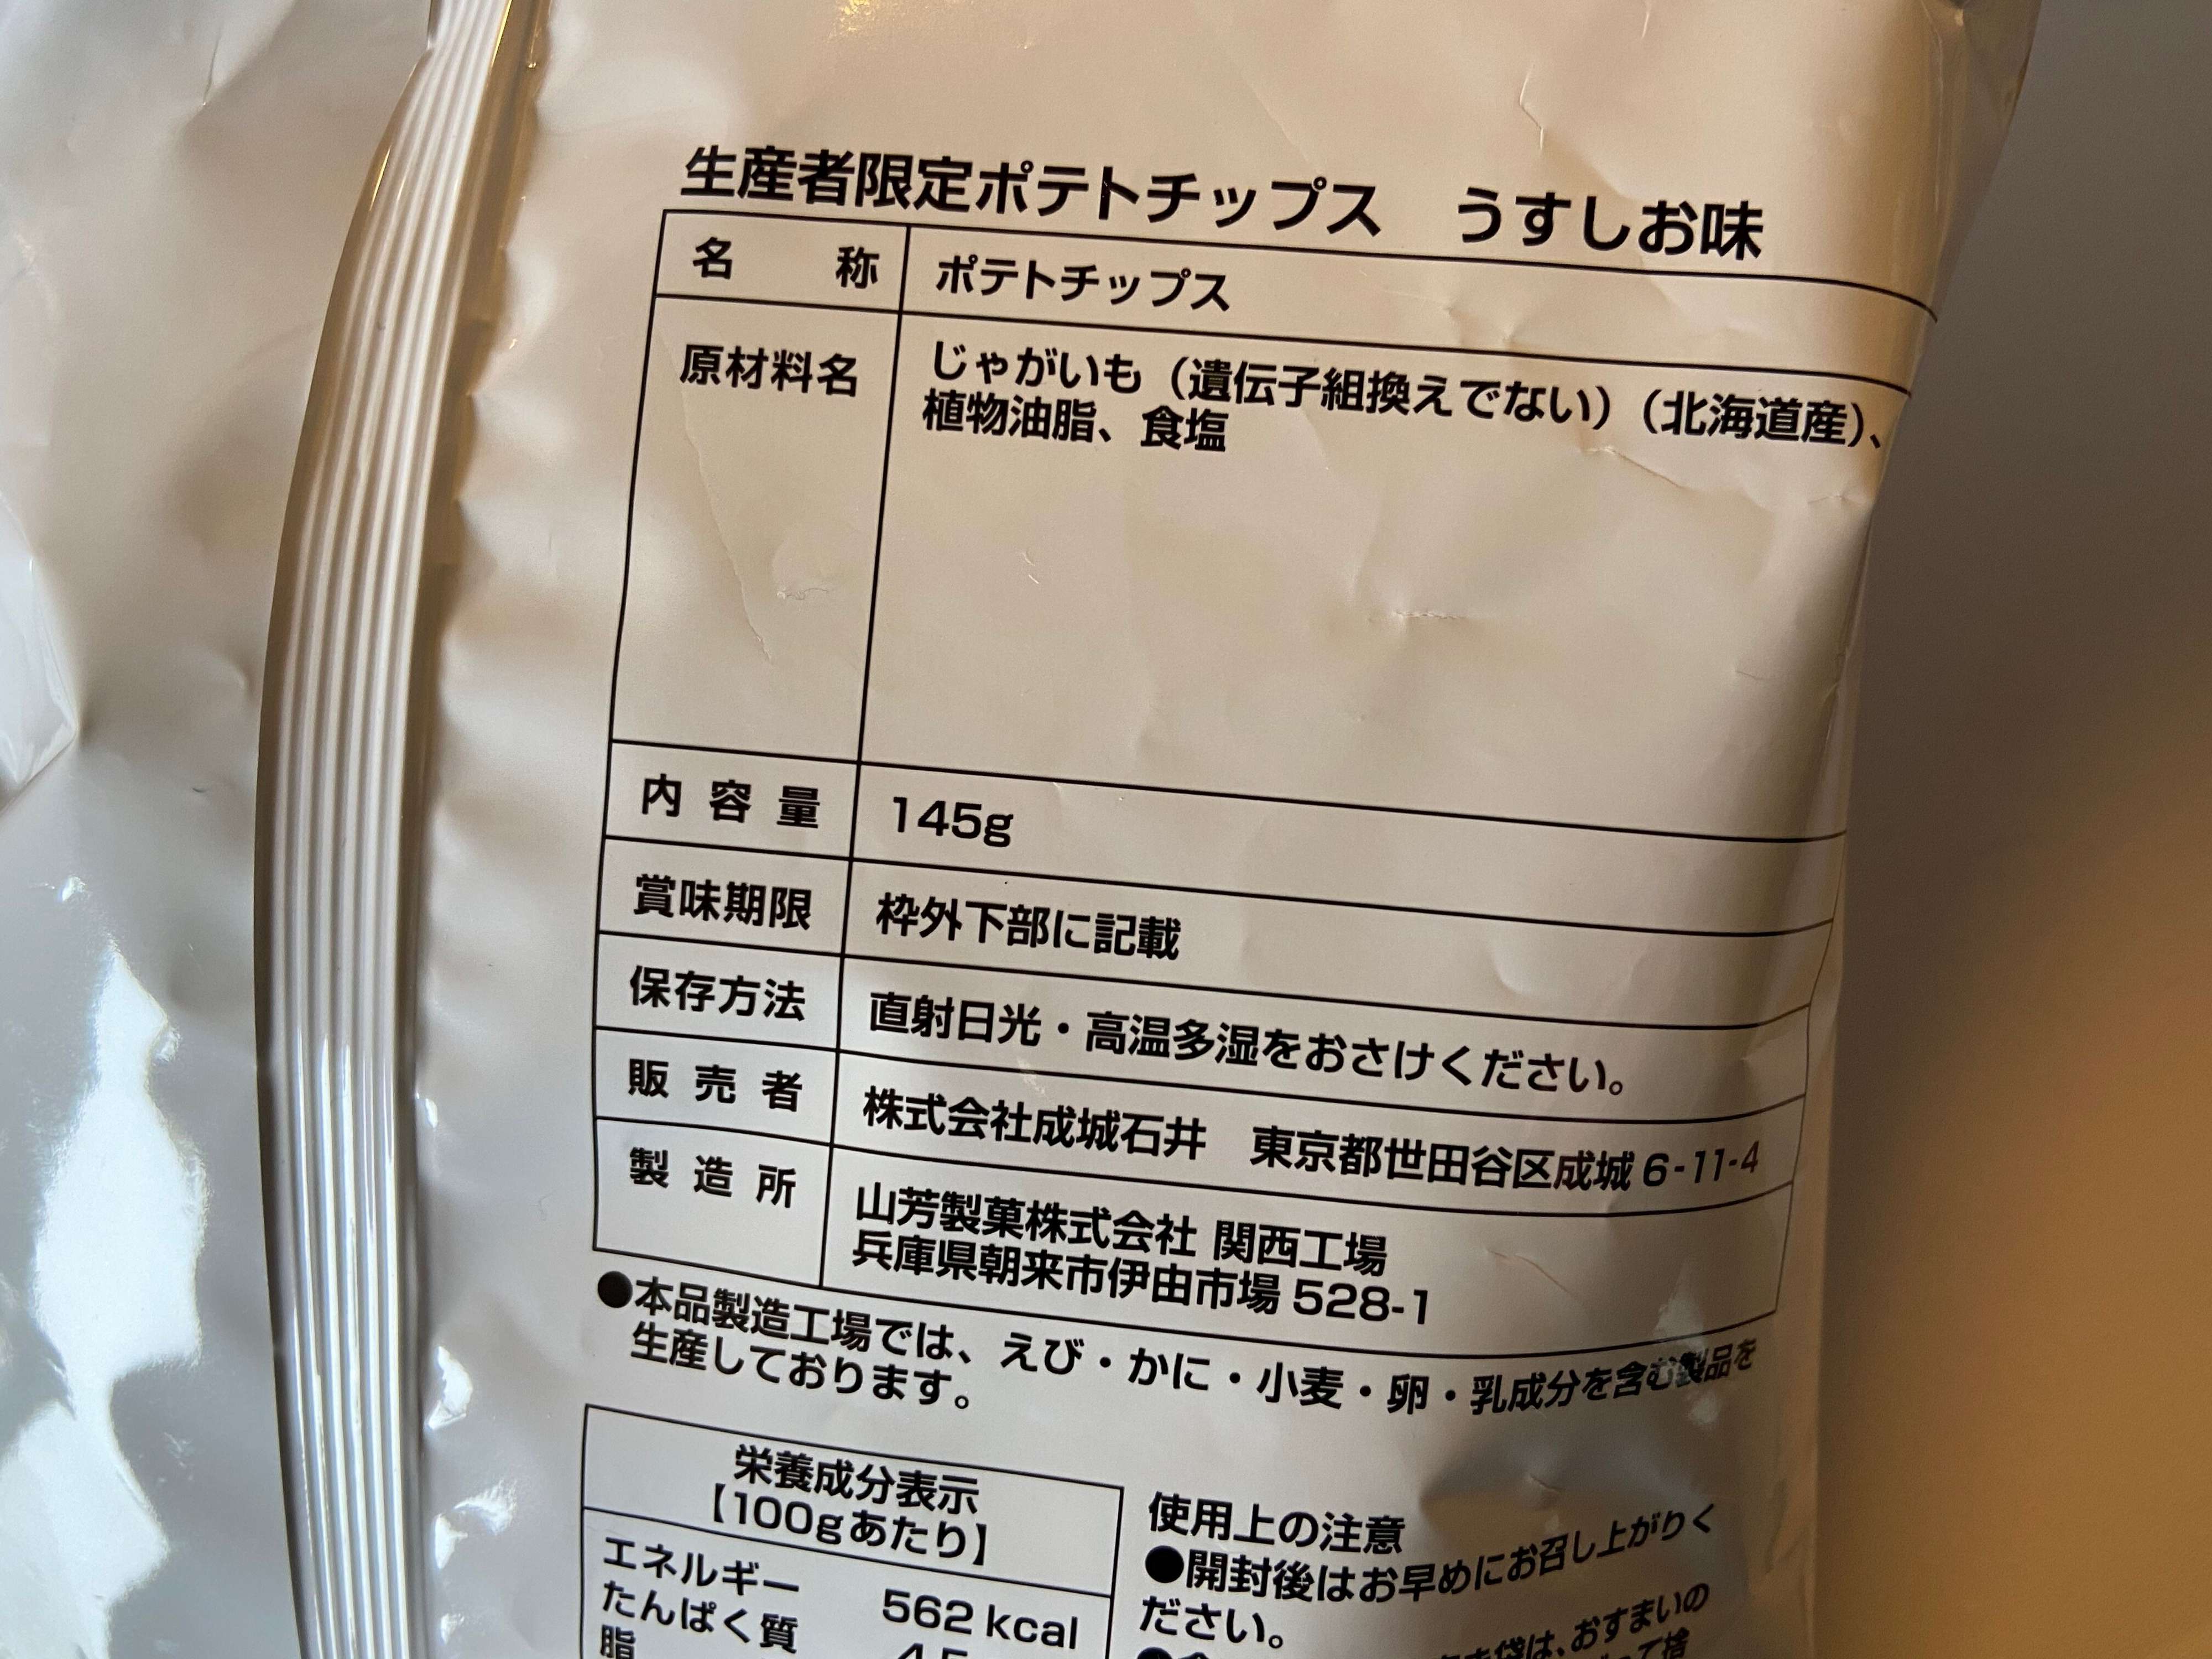 生産者限定ポテトチップス　うすしお味
名称 ポテトチップス
原材料名 じゃがいも（遺伝子組換えでない）（北海道産）、
植物油脂、食塩
内容量 145g
賞味期限 枠外下部に記載
保存方法 直射日光・高温多湿をおさけください。
販売者 株式会社成城石井　東京都世田谷区成城 6-11-4
製造所 山芳製菓株式会社 関西工場
兵庫県朝来市伊由市場 528-1
●本品製造工場では、えび・かに・小麦・卵・乳成分を含む製品を
生産しております。
栄養成分表示
【100gあたり】
エネルギー 562 kcal
たんぱく質
脂
使用上の注意
●開封後はお早めにお召し上がりく
ださい。
袋は、おすまいの
て捨